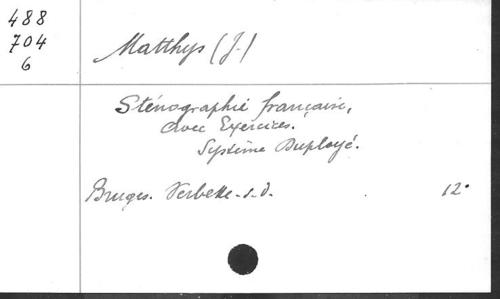 488
704
6
Matthys (J.)
Sténographie française,
avec Exercices.
Système Duployé.
Bruges. Verbeke - s. d. 12°